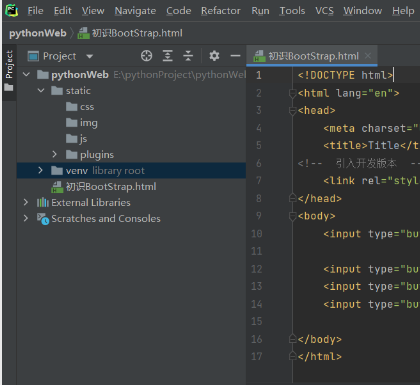 File Edit View Navigate Code Refactor Run Tools VCS Window Help
pythonWeb 初识BootStrap.html
Project
Project
初识BootStrap.html
pythonWeb E:\pythonProject\pythonWel
static
css
img
js
plugins
venv library root
初识BootStrap.html
External Libraries
Scratches and Consoles
1 <!DOCTYPE html>
2 <html lang="en">
3 <head>
4 <meta charset="
5 <title>Title</t
6 <!-- 引入开发版本 --
7 <link rel="styl
8 </head>
9 <body>
10 <input type="bu
11
12 <input type="bu
13 <input type="bu
14 <input type="bu
15
16 </body>
17 </html>